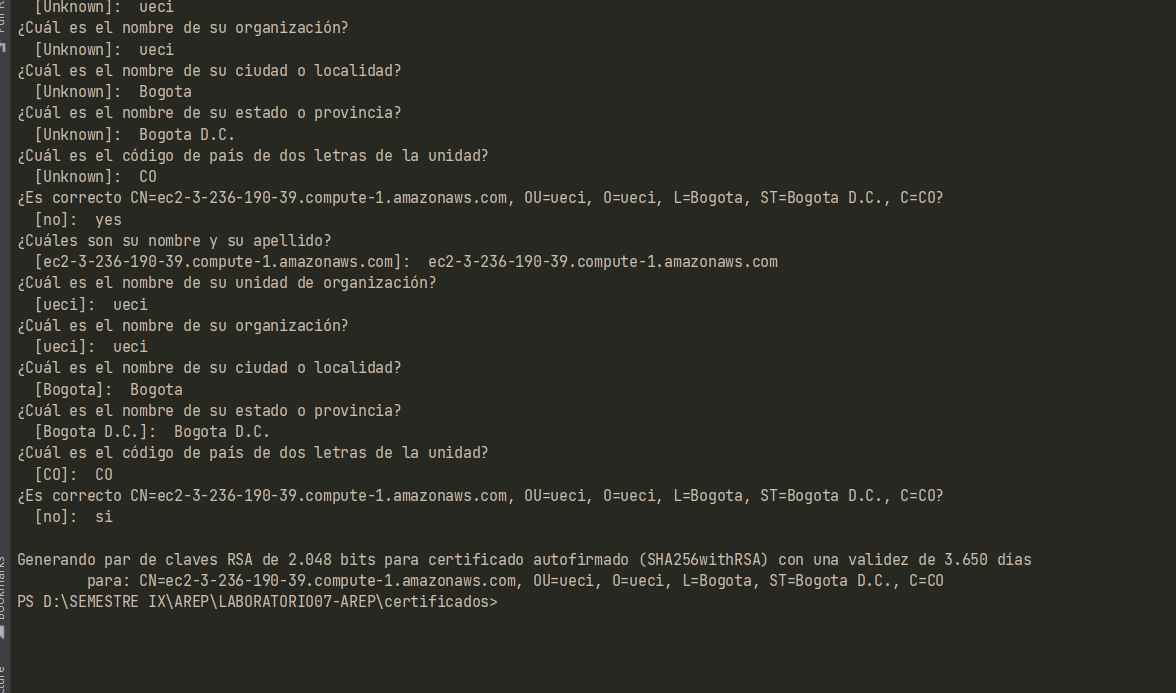 [Unknown]:  ueci
¿Cuál es el nombre de su organización?
[Unknown]:  ueci
¿Cuál es el nombre de su ciudad o localidad?
[Unknown]:  Bogota
¿Cuál es el nombre de su estado o provincia?
[Unknown]:  Bogota D.C.
¿Cuál es el código de país de dos letras de la unidad?
[Unknown]:  CO
¿Es correcto CN=ec2-3-236-190-39.compute-1.amazonaws.com, OU=ueci, O=ueci, L=Bogota, ST=Bogota D.C., C=CO?
[no]:  yes
¿Cuáles son su nombre y su apellido?
[ec2-3-236-190-39.compute-1.amazonaws.com]:  ec2-3-236-190-39.compute-1.amazonaws.com
¿Cuál es el nombre de su unidad de organización?
[ueci]:  ueci
¿Cuál es el nombre de su organización?
[ueci]:  ueci
¿Cuál es el nombre de su ciudad o localidad?
[Bogota]:  Bogota
¿Cuál es el nombre de su estado o provincia?
[Bogota D.C.]:  Bogota D.C.
¿Cuál es el código de país de dos letras de la unidad?
[CO]:  CO
¿Es correcto CN=ec2-3-236-190-39.compute-1.amazonaws.com, OU=ueci, O=ueci, L=Bogota, ST=Bogota D.C., C=CO?
[no]:  si
Generando par de claves RSA de 2.048 bits para certificado autofirmado (SHA256withRSA) con una validez de 3.650 días
para: CN=ec2-3-236-190-39.compute-1.amazonaws.com, OU=ueci, O=ueci, L=Bogota, ST=Bogota D.C., C=CO
PS D:\SEMESTRE IX\AREP\LABORATORIO07-AREP\certificados>